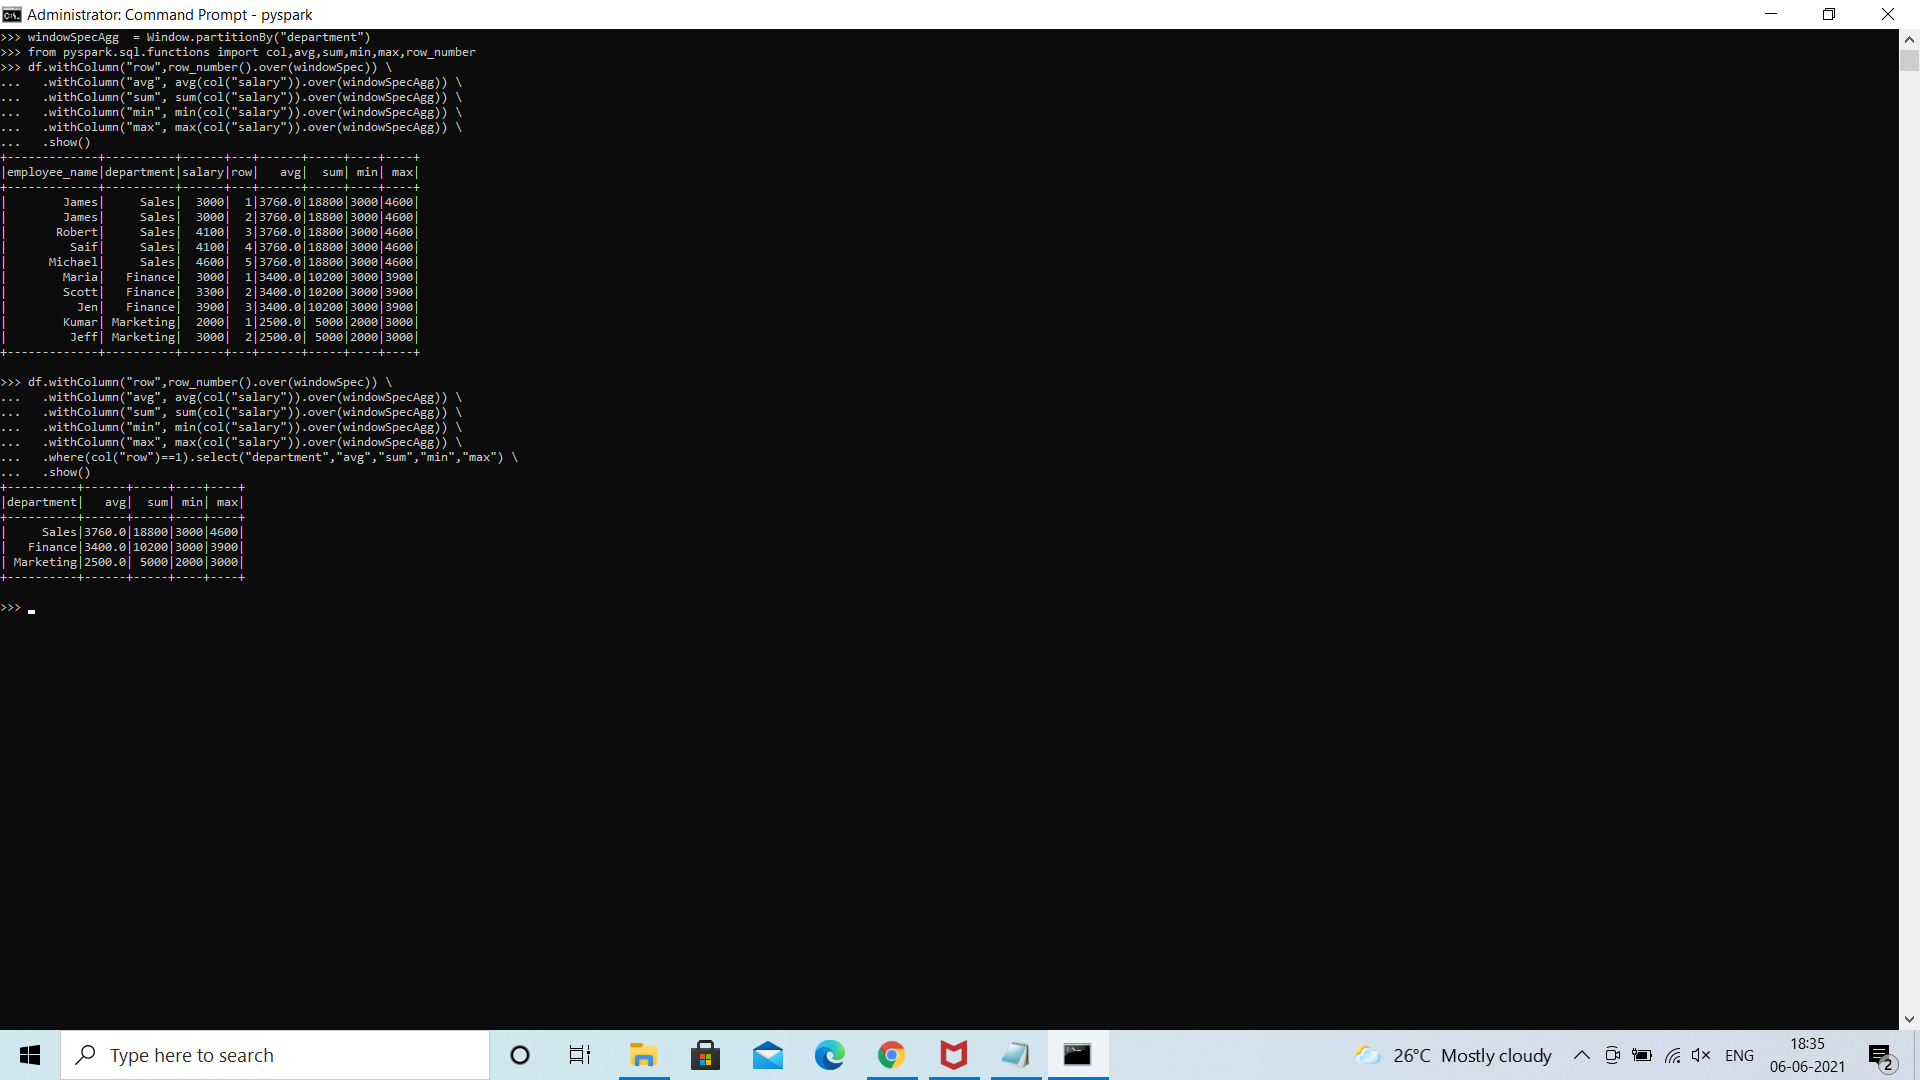 Administrator: Command Prompt - pyspark
>>> windowSpecAgg  = Window.partitionBy("department")
>>> from pyspark.sql.functions import col,avg,sum,min,max,row_number
>>> df.withColumn("row",row_number().over(windowSpec)) \
...   .withColumn("avg", avg(col("salary")).over(windowSpecAgg)) \
...   .withColumn("sum", sum(col("salary")).over(windowSpecAgg)) \
...   .withColumn("min", min(col("salary")).over(windowSpecAgg)) \
...   .withColumn("max", max(col("salary")).over(windowSpecAgg)) \
...   .show()
+-------------+----------+------+---+------+-----+----+----+
|employee_name|department|salary|row|   avg|  sum| min| max|
+-------------+----------+------+---+------+-----+----+----+
|        James|     Sales|  3000|  1|3760.0|18800|3000|4600|
|        James|     Sales|  3000|  2|3760.0|18800|3000|4600|
|       Robert|     Sales|  4100|  3|3760.0|18800|3000|4600|
|         Saif|     Sales|  4100|  4|3760.0|18800|3000|4600|
|      Michael|     Sales|  4600|  5|3760.0|18800|3000|4600|
|        Maria|   Finance|  3000|  1|3400.0|10200|3000|3900|
|        Scott|   Finance|  3300|  2|3400.0|10200|3000|3900|
|          Jen|   Finance|  3900|  3|3400.0|10200|3000|3900|
|        Kumar| Marketing|  2000|  1|2500.0| 5000|2000|3000|
|         Jeff| Marketing|  3000|  2|2500.0| 5000|2000|3000|
+-------------+----------+------+---+------+-----+----+----+
>>> df.withColumn("row",row_number().over(windowSpec)) \
...   .withColumn("avg", avg(col("salary")).over(windowSpecAgg)) \
...   .withColumn("sum", sum(col("salary")).over(windowSpecAgg)) \
...   .withColumn("min", min(col("salary")).over(windowSpecAgg)) \
...   .withColumn("max", max(col("salary")).over(windowSpecAgg)) \
...   .where(col("row")==1).select("department","avg","sum","min","max") \
...   .show()
+----------+------+-----+----+----+
|department|   avg|  sum| min| max|
+----------+------+-----+----+----+
|     Sales|3760.0|18800|3000|4600|
|   Finance|3400.0|10200|3000|3900|
| Marketing|2500.0| 5000|2000|3000|
+----------+------+-----+----+----+
>>>
Type here to search
26°C Mostly cloudy
ENG
18:35
06-06-2021
2